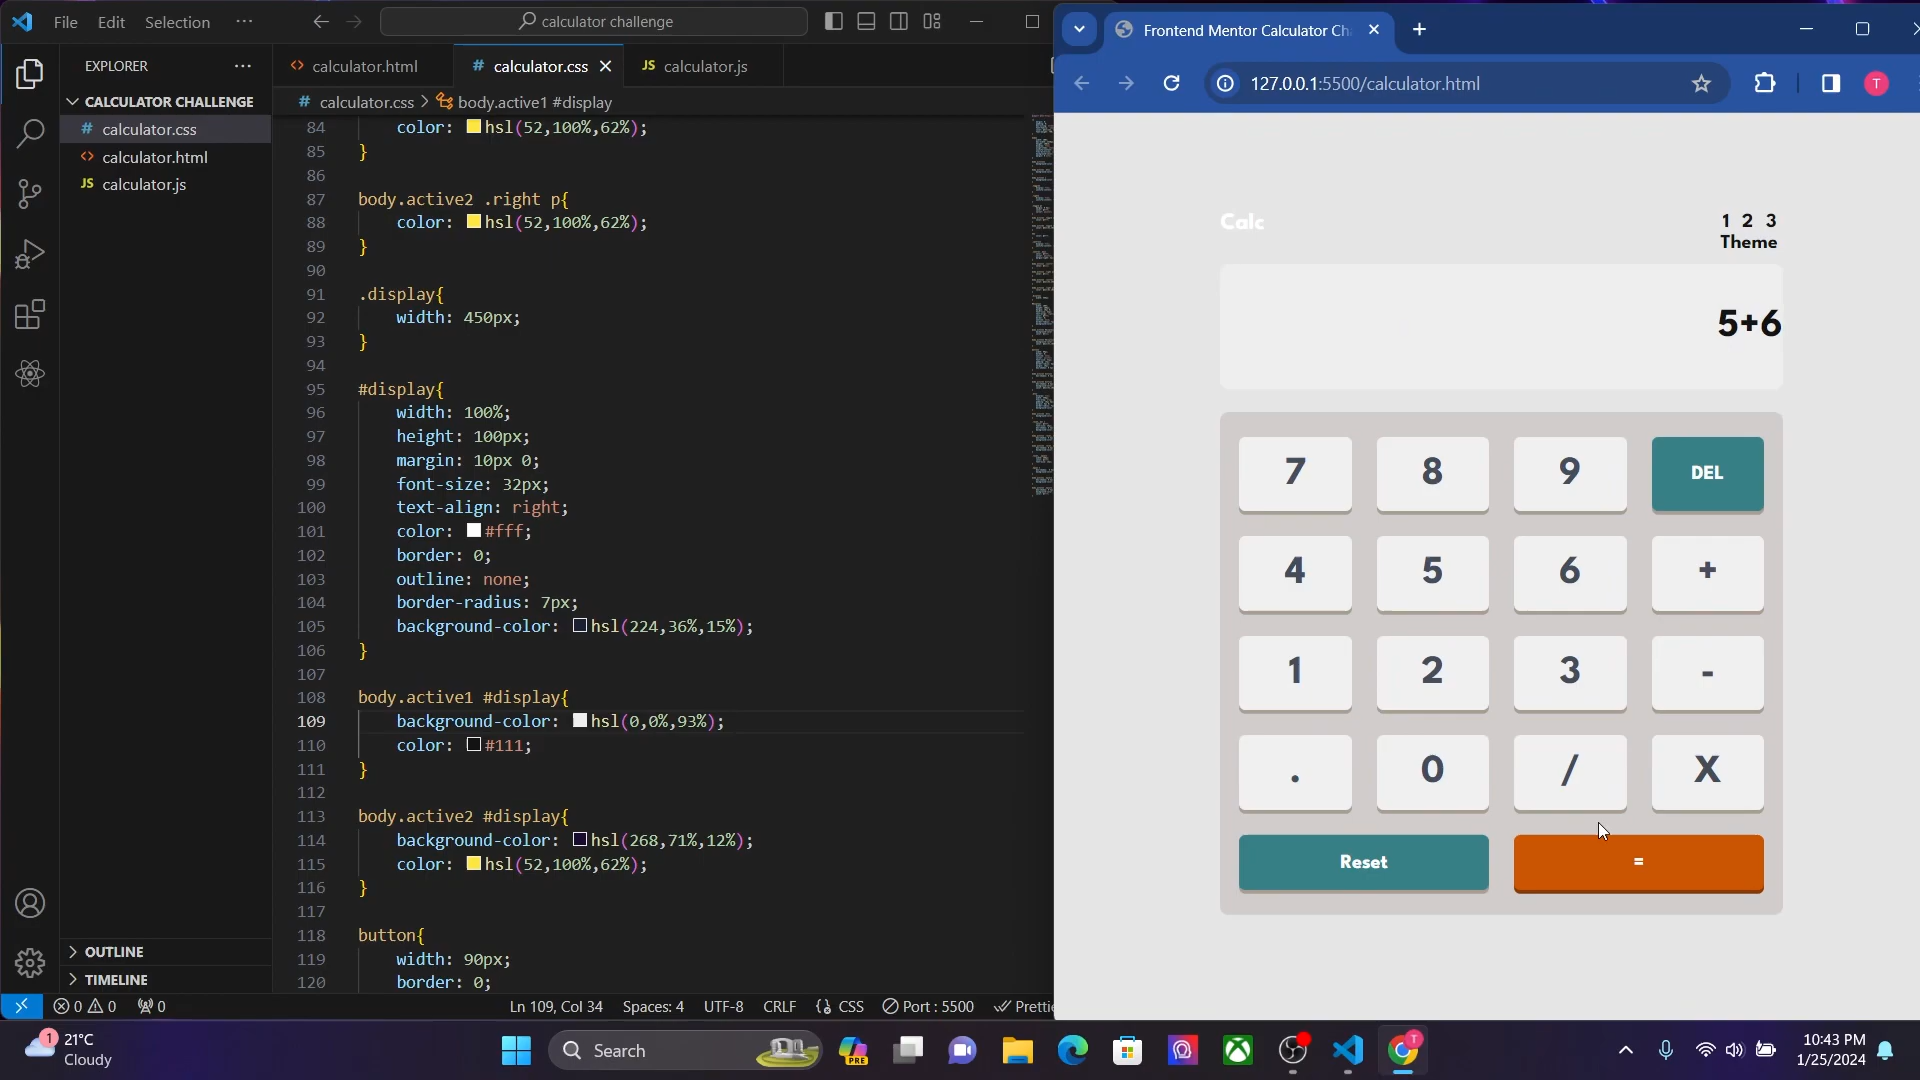 File Edit Selection ···
calculator challenge
EXPLORER ···
CALCULATOR CHALLENGE
# calculator.css
<> calculator.html
JS calculator.js
OUTLINE
TIMELINE
<> calculator.html
# calculator.css
JS calculator.js
# calculator.css > body.active1 #display
84 color: hsl(52,100%,62%);
85 }
86
87 body.active2 .right p{
88 color: hsl(52,100%,62%);
89 }
90
91 .display{
92 width: 450px;
93 }
94
95 #display{
96 width: 100%;
97 height: 100px;
98 margin: 10px 0;
99 font-size: 32px;
100 text-align: right;
101 color: #fff;
102 border: 0;
103 outline: none;
104 border-radius: 7px;
105 background-color: hsl(224,36%,15%);
106 }
107
108 body.active1 #display{
109 background-color: hsl(0,0%,93%);
110 color: #111;
111 }
112
113 body.active2 #display{
114 background-color: hsl(268,71%,12%);
115 color: hsl(52,100%,62%);
116 }
117
118 button{
119 width: 90px;
120 border: 0;
0 0 0 Ln 109, Col 34 Spaces: 4 UTF-8 CRLF {} CSS Port : 5500
Frontend Mentor Calculator Ch
127.0.0.1:5500/calculator.html
T
Calc
1 2 3
Theme
5+6
7 8 9 DEL
4 5 6 +
1 2 3 -
. 0 / X
Reset =
1
21°C
Cloudy
Search
PRE
T
10:43 PM
1/25/2024